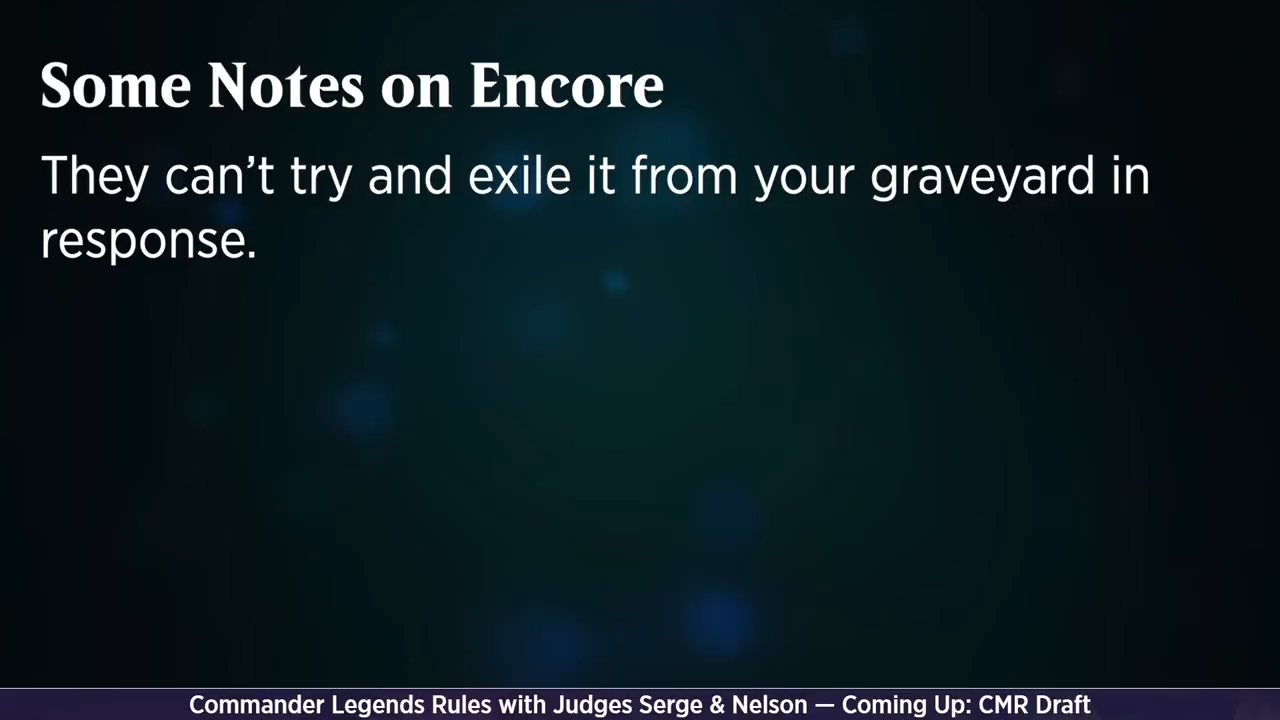 Some Notes on Encore
They can’t try and exile it from your graveyard in
response.
Commander Legends Rules with Judges Serge & Nelson — Coming Up: CMR Draft